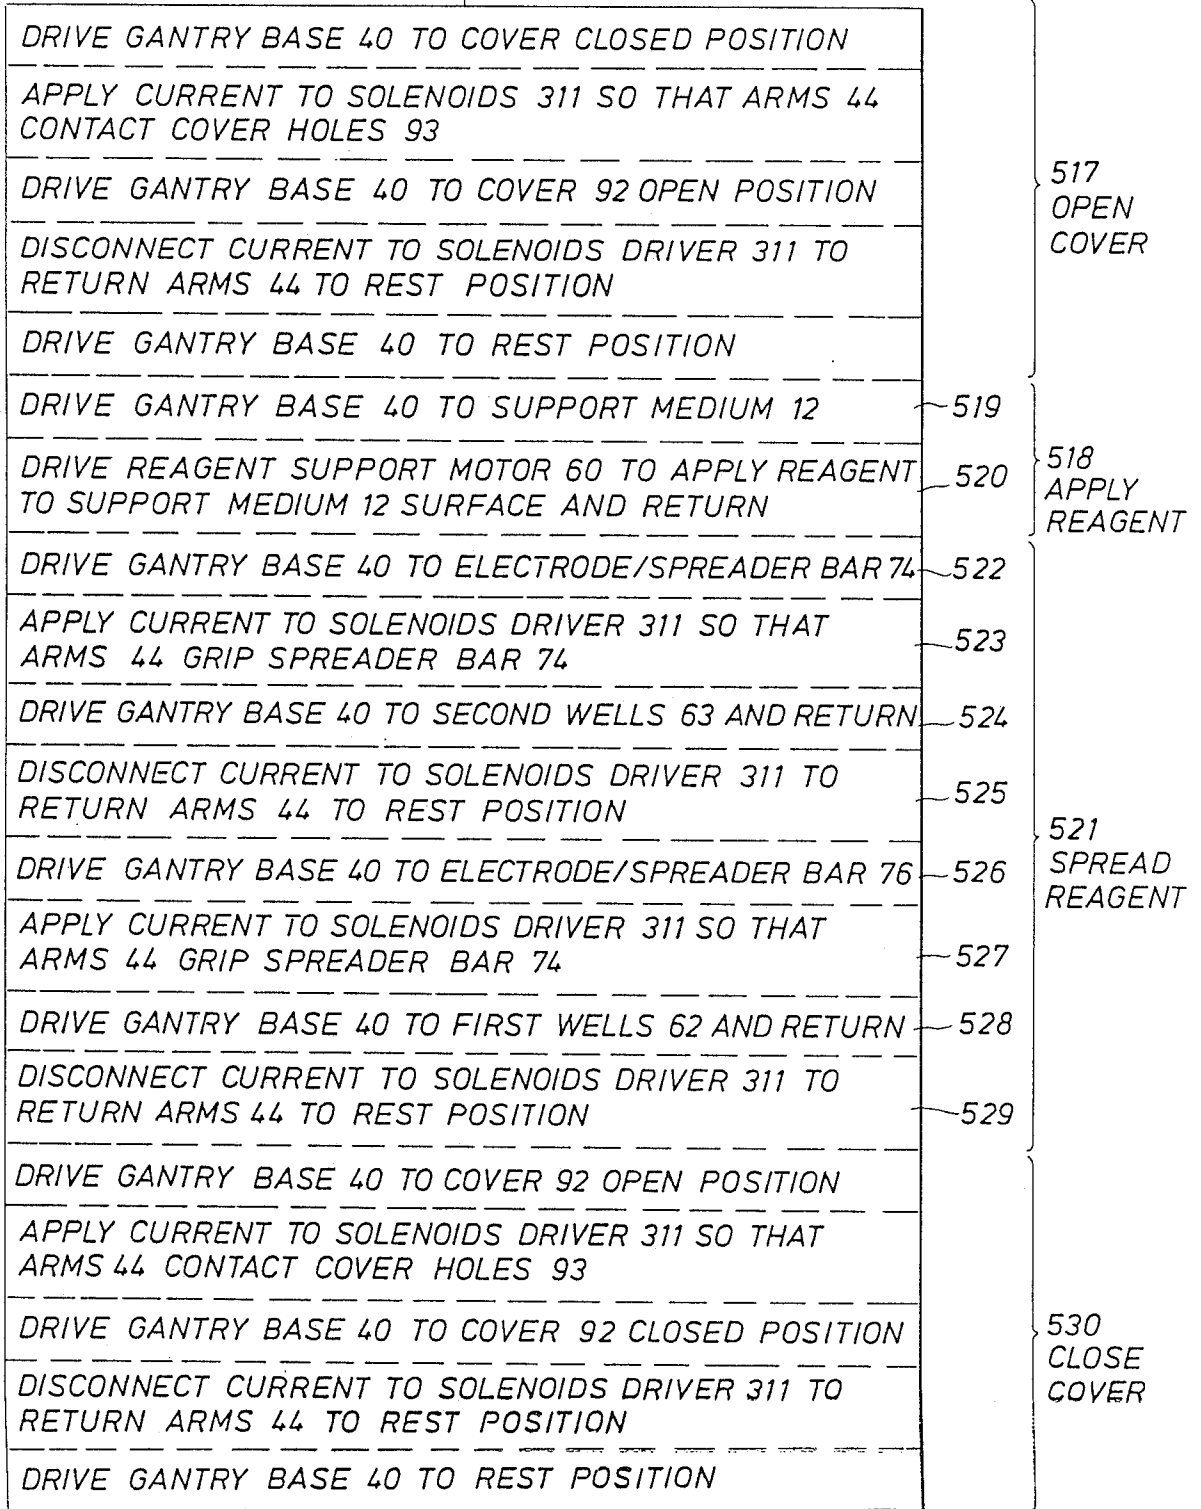 DRIVE GANTRY BASE 40 TO COVER CLOSED POSITION
APPLY CURRENT TO SOLENOIDS 311 SO THAT ARMS 44
CONTACT COVER HOLES 93
DRIVE GANTRY BASE 40 TO COVER 92 OPEN POSITION
DISCONNECT CURRENT TO SOLENOIDS DRIVER 311 TO
RETURN ARMS 44 TO REST POSITION
DRIVE GANTRY BASE 40 TO REST POSITION
517
OPEN
COVER
DRIVE GANTRY BASE 40 TO SUPPORT MEDIUM 12
519
DRIVE REAGENT SUPPORT MOTOR 60 TO APPLY REAGENT
TO SUPPORT MEDIUM 12 SURFACE AND RETURN
520
518
APPLY
REAGENT
DRIVE GANTRY BASE 40 TO ELECTRODE/SPREADER BAR 74
522
APPLY CURRENT TO SOLENOIDS DRIVER 311 SO THAT
ARMS 44 GRIP SPREADER BAR 74
523
DRIVE GANTRY BASE 40 TO SECOND WELLS 63 AND RETURN
524
DISCONNECT CURRENT TO SOLENOIDS DRIVER 311 TO
RETURN ARMS 44 TO REST POSITION
525
DRIVE GANTRY BASE 40 TO ELECTRODE/SPREADER BAR 76
526
APPLY CURRENT TO SOLENOIDS DRIVER 311 SO THAT
ARMS 44 GRIP SPREADER BAR 74
527
DRIVE GANTRY BASE 40 TO FIRST WELLS 62 AND RETURN
528
DISCONNECT CURRENT TO SOLENOIDS DRIVER 311 TO
RETURN ARMS 44 TO REST POSITION
529
521
SPREAD
REAGENT
DRIVE GANTRY BASE 40 TO COVER 92 OPEN POSITION
APPLY CURRENT TO SOLENOIDS DRIVER 311 SO THAT
ARMS 44 CONTACT COVER HOLES 93
DRIVE GANTRY BASE 40 TO COVER 92 CLOSED POSITION
DISCONNECT CURRENT TO SOLENOIDS DRIVER 311 TO
RETURN ARMS 44 TO REST POSITION
DRIVE GANTRY BASE 40 TO REST POSITION
530
CLOSE
COVER